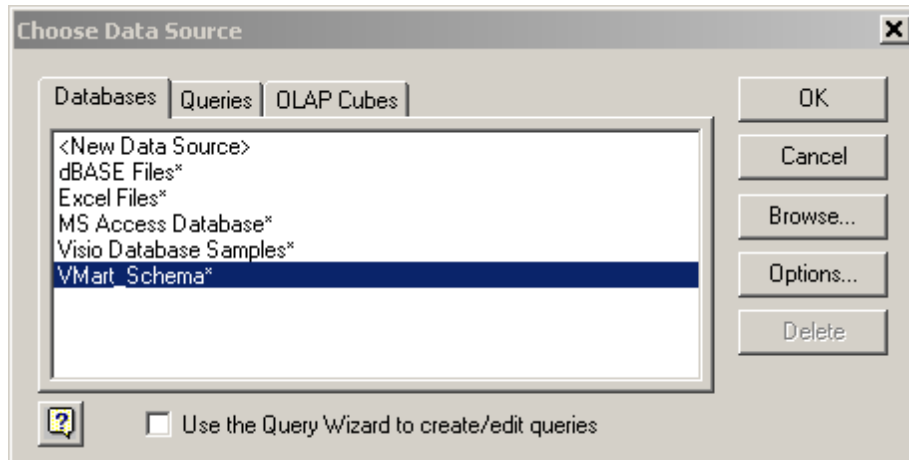 Choose Data Source
Databases Queries OLAP Cubes
<New Data Source>
dBASE Files*
Excel Files*
MS Access Database*
Visio Database Samples*
VMart_Schema*
OK
Cancel
Browse...
Options...
Delete
Use the Query Wizard to create/edit queries